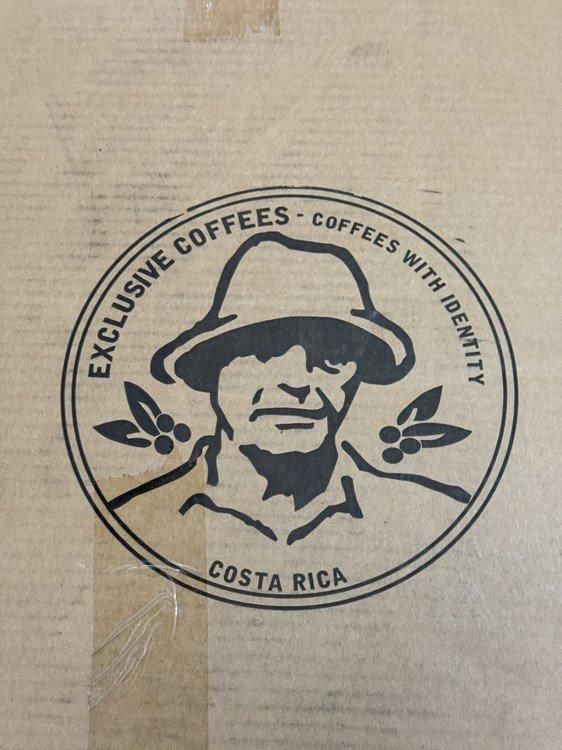 EXCLUSIVE COFFEES - COFFEES WITH IDENTITY
COSTA RICA